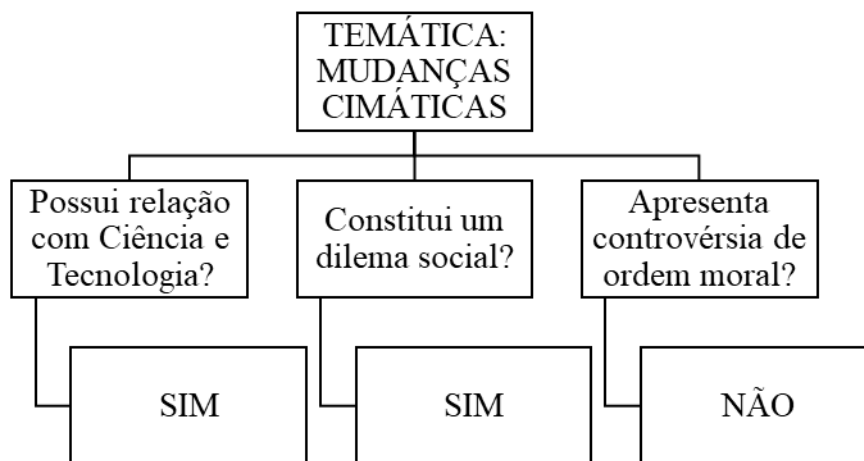 TEMÁTICA:
MUDANÇAS
CIMÁTICAS
Possui relação
com Ciência e
Tecnologia?
Constitui um
dilema social?
Apresenta
controvérsia de
ordem moral?
SIM
SIM
NÃO